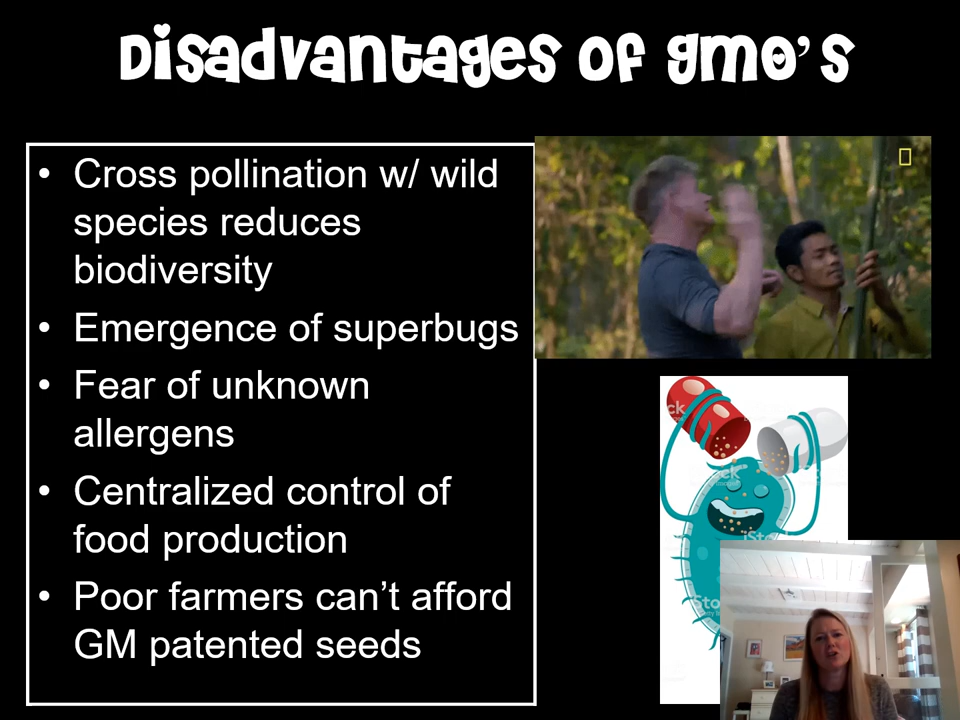 Disadvantages of GMO's
• Cross pollination w/ wild
species reduces
biodiversity
• Emergence of superbugs
• Fear of unknown
allergens
• Centralized control of
food production
• Poor farmers can't afford
GM patented seeds